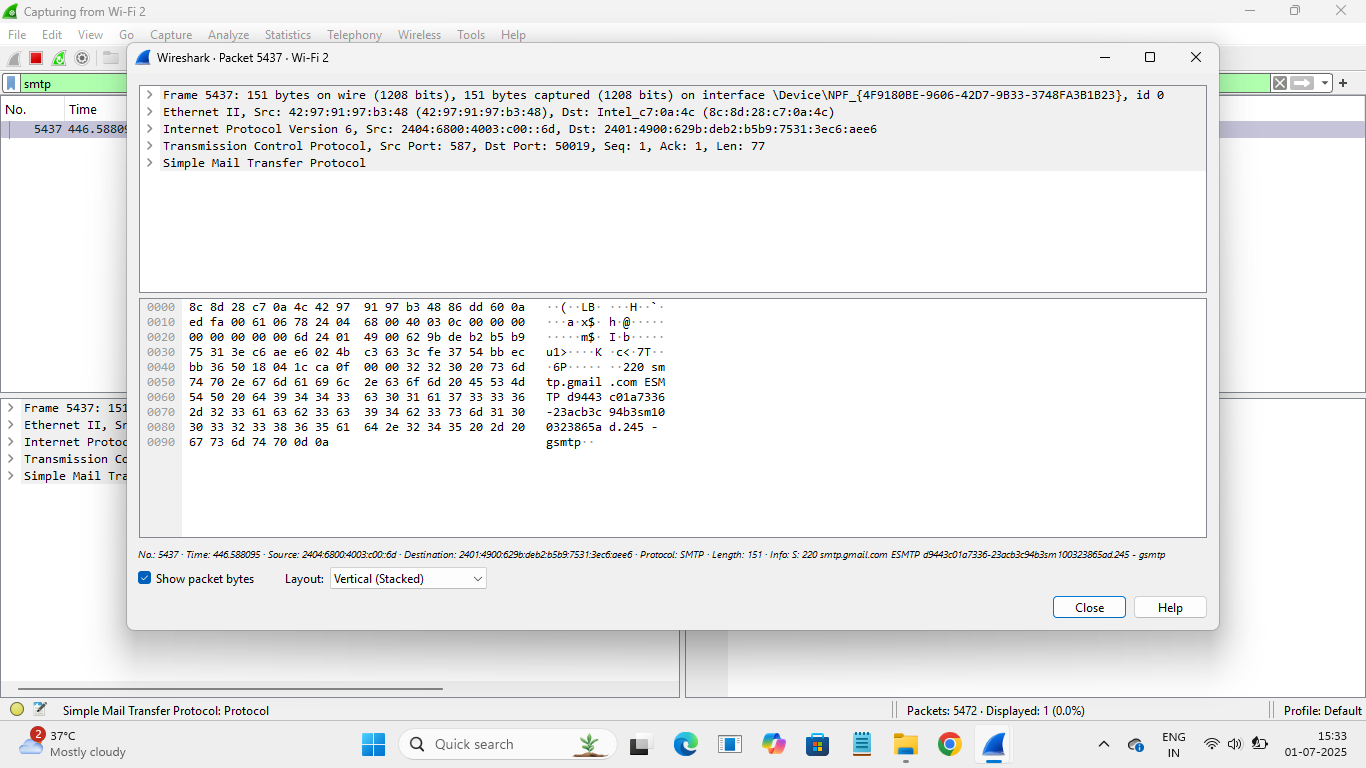 Capturing from Wi-Fi 2
File Edit View Go Capture Analyze Statistics Telephony Wireless Tools Help
smtp
No. Time
5437 446.58809
Wireshark · Packet 5437 · Wi-Fi 2
Frame 5437: 151 bytes on wire (1208 bits), 151 bytes captured (1208 bits) on interface \Device\NPF_{4F9180BE-9606-42D7-9B33-3748FA3B1B23}, id 0
Ethernet II, Src: 42:97:91:97:b3:48 (42:97:91:97:b3:48), Dst: Intel_c7:0a:4c (8c:8d:28:c7:0a:4c)
Internet Protocol Version 6, Src: 2404:6800:4003:c00::6d, Dst: 2401:4900:629b:deb2:b5b9:7531:3ec6:aee6
Transmission Control Protocol, Src Port: 587, Dst Port: 50019, Seq: 1, Ack: 1, Len: 77
Simple Mail Transfer Protocol
0000 8c 8d 28 c7 0a 4c 42 97 91 97 b3 48 86 dd 60 0a ··(··LB· ···H··`·
0010 ed fa 00 61 06 78 24 04 68 00 40 03 0c 00 00 00 ···a·x$· h·@·····
0020 00 00 00 00 00 6d 24 01 49 00 62 9b de b2 b5 b9 ·····m$· I·b·····
0030 75 31 3e c6 ae e6 02 4b c3 63 3c fe 37 54 bb ec u1>····K ·c<·7T··
0040 bb 36 50 18 04 1c ca 0f 00 00 32 32 30 20 73 6d ·6P····· ··220 sm
0050 74 70 2e 67 6d 61 69 6c 2e 63 6f 6d 20 45 53 4d tp.gmail .com ESM
0060 54 50 20 64 39 34 34 33 63 30 31 61 37 33 33 36 TP d9443 c01a7336
0070 2d 32 33 61 63 62 33 63 39 34 62 33 73 6d 31 30 -23acb3c 94b3sm10
0080 30 33 32 33 38 36 35 61 64 2e 32 34 35 20 2d 20 0323865a d.245 -
0090 67 73 6d 74 70 0d 0a gsmtp··
No.: 5437 · Time: 446.588095 · Source: 2404:6800:4003:c00::6d · Destination: 2401:4900:629b:deb2:b5b9:7531:3ec6:aee6 · Protocol: SMTP · Length: 151 · Info: S: 220 smtp.gmail.com ESMTP d9443c01a7336-23acb3c94b3sm100323865ad.245 - gsmtp
Show packet bytes Layout: Vertical (Stacked)
Close Help
Frame 5437: 151
Ethernet II, Sr
Internet Protoc
Transmission Co
Simple Mail Tra
Simple Mail Transfer Protocol: Protocol Packets: 5472 · Displayed: 1 (0.0%) Profile: Default
2
37°C
Mostly cloudy
Quick search
ENG
IN
15:33
01-07-2025